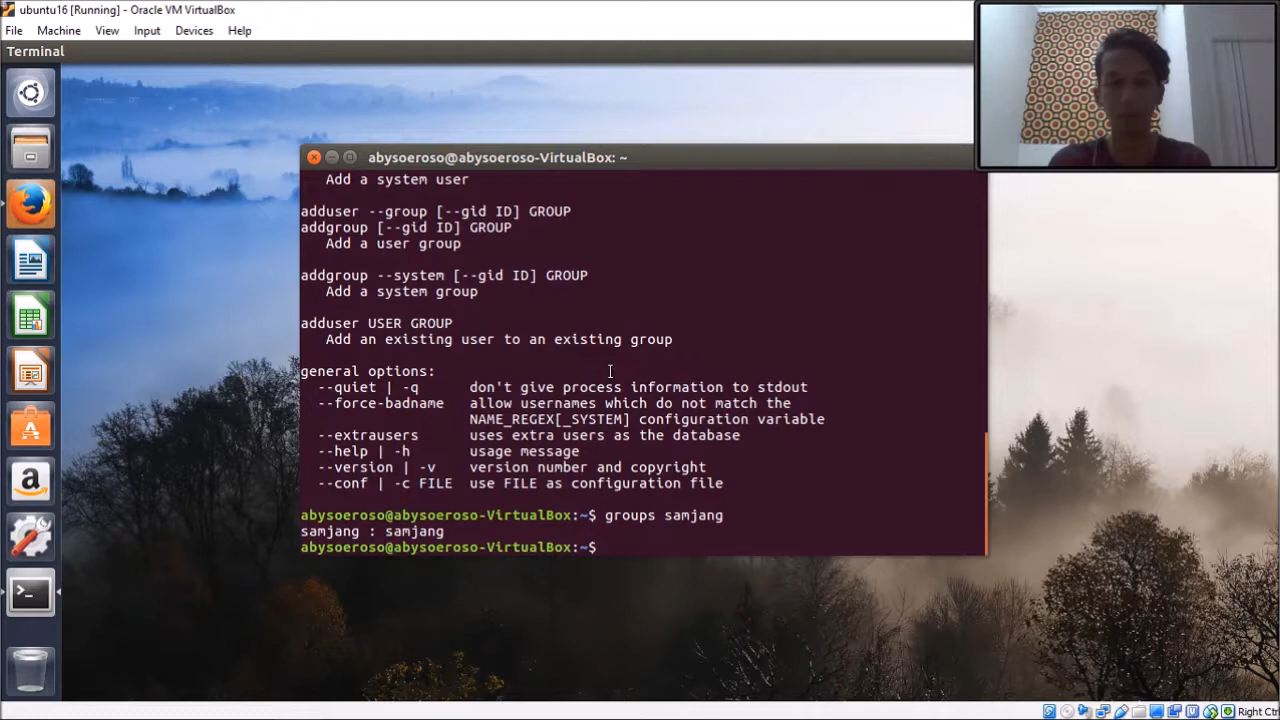 ubuntu16 [Running] - Oracle VM VirtualBox
File Machine View Input Devices Help
Terminal
abysoeroso@abysoeroso-VirtualBox: ~
Add a system user
adduser --group [--gid ID] GROUP
addgroup [--gid ID] GROUP
Add a user group
addgroup --system [--gid ID] GROUP
Add a system group
adduser USER GROUP
Add an existing user to an existing group
general options:
--quiet | -q don't give process information to stdout
--force-badname allow usernames which do not match the
NAME_REGEX[_SYSTEM] configuration variable
--extrausers uses extra users as the database
--help | -h usage message
--version | -v version number and copyright
--conf | -c FILE use FILE as configuration file
abysoeroso@abysoeroso-VirtualBox:~$ groups samjang
samjang : samjang
abysoeroso@abysoeroso-VirtualBox:~$
Right Ctr